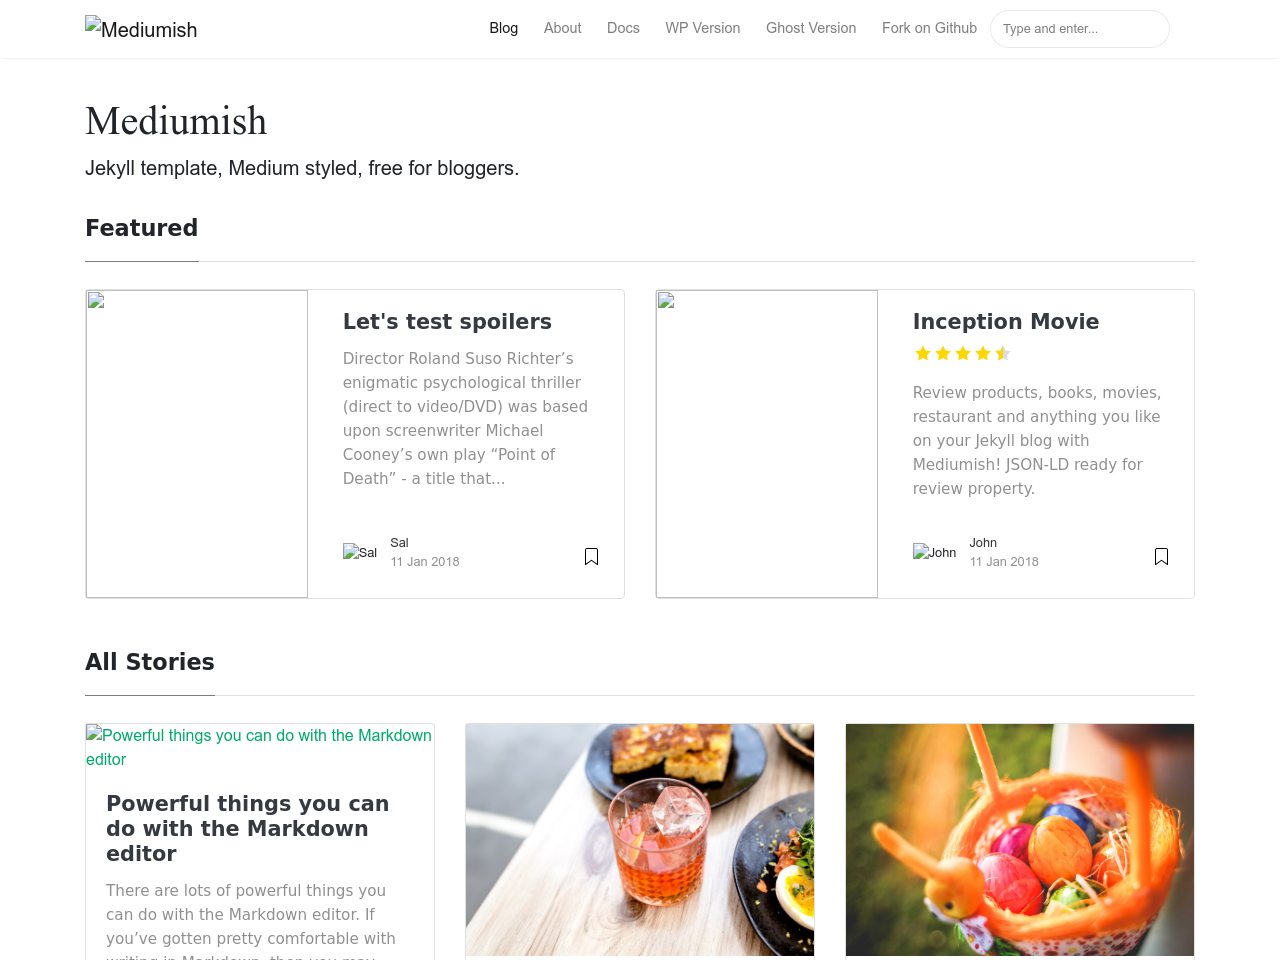 Mediumish
Blog About Docs WP Version Ghost Version Fork on Github Type and enter...
Mediumish
Jekyll template, Medium styled, free for bloggers.
Featured
Let's test spoilers
Director Roland Suso Richter’s
enigmatic psychological thriller
(direct to video/DVD) was based
upon screenwriter Michael
Cooney’s own play “Point of
Death” - a title that...
Sal
Sal
11 Jan 2018
Inception Movie
Review products, books, movies,
restaurant and anything you like
on your Jekyll blog with
Mediumish! JSON-LD ready for
review property.
John
John
11 Jan 2018
All Stories
Powerful things you can do with the Markdown
editor
Powerful things you can
do with the Markdown
editor
There are lots of powerful things you
can do with the Markdown editor. If
you’ve gotten pretty comfortable with
writing in Markdown, then you may